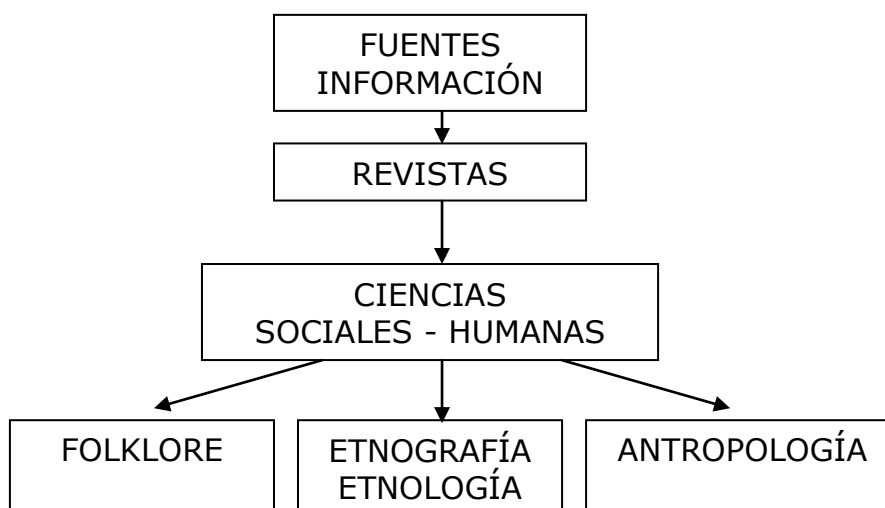 FUENTES
INFORMACIÓN
REVISTAS
CIENCIAS
SOCIALES - HUMANAS
FOLKLORE
ETNOGRAFÍA
ETNOLOGÍA
ANTROPOLOGÍA